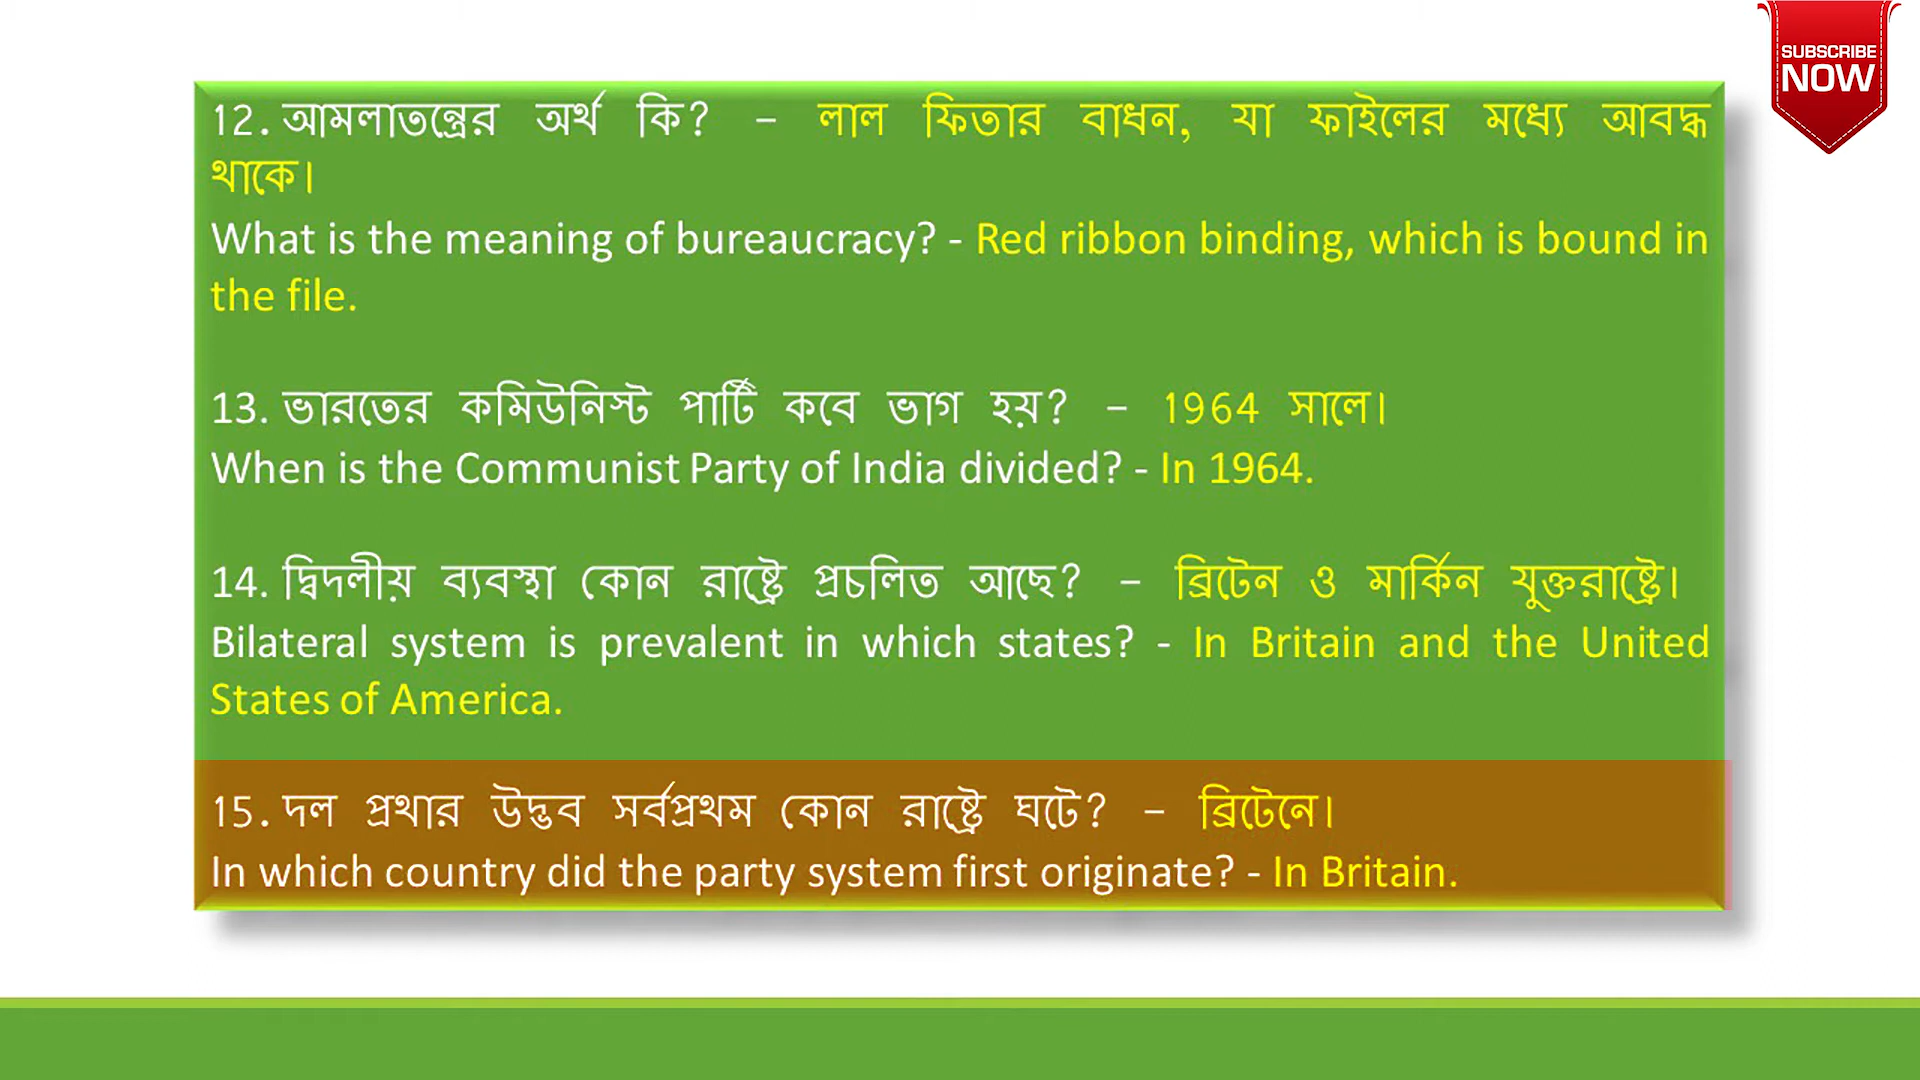 SUBSCRIBE
NOW
12. আমলাতন্ত্রের অর্থ কি? – লাল ফিতার বাধন, যা ফাইলের মধ্যে আবদ্ধ
থাকে।
What is the meaning of bureaucracy? - Red ribbon binding, which is bound in
the file.
13. ভারতের কমিউনিস্ট পার্টি কবে ভাগ হয়? – 1964 সালে।
When is the Communist Party of India divided? - In 1964.
14. দ্বিদলীয় ব্যবস্থা কোন রাষ্ট্রে প্রচলিত আছে? – ব্রিটেন ও মার্কিন যুক্তরাষ্ট্রে।
Bilateral system is prevalent in which states? - In Britain and the United
States of America.
15. দল প্রথার উদ্ভব সর্বপ্রথম কোন রাষ্ট্রে ঘটে? – ব্রিটেনে।
In which country did the party system first originate? - In Britain.